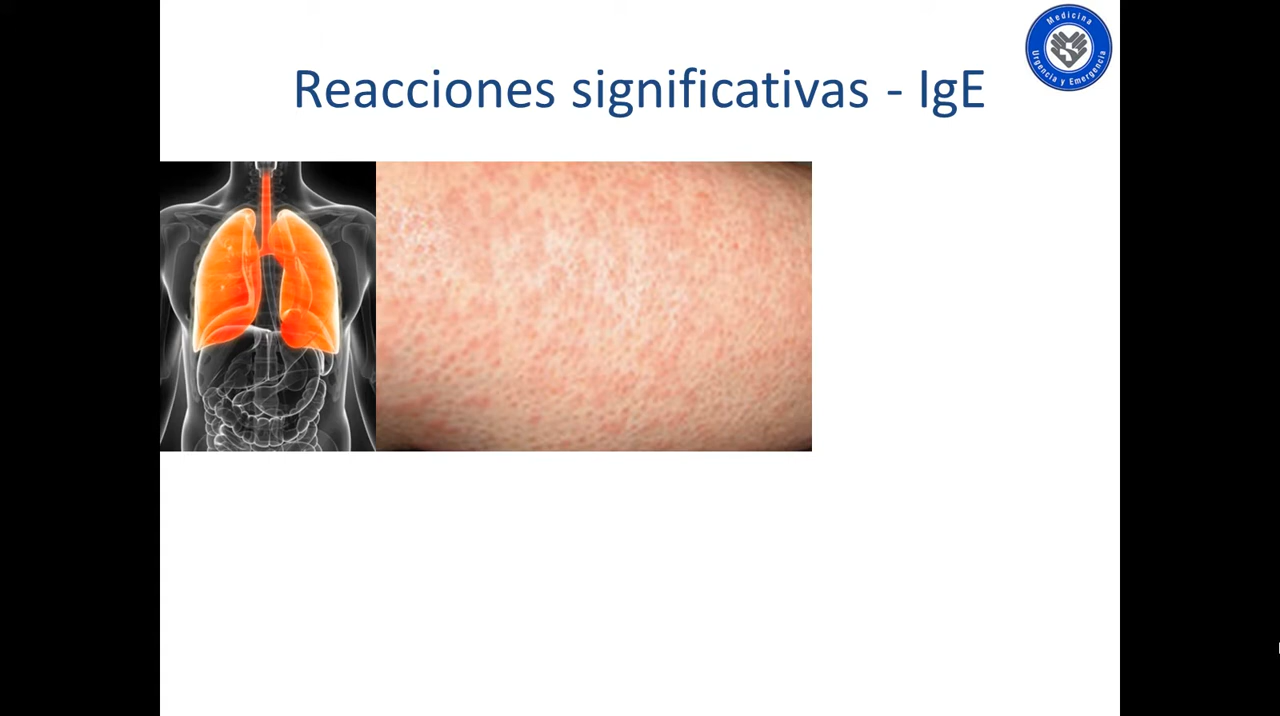 Reacciones significativas - IgE
Medicina
Urgencia y Emergencia